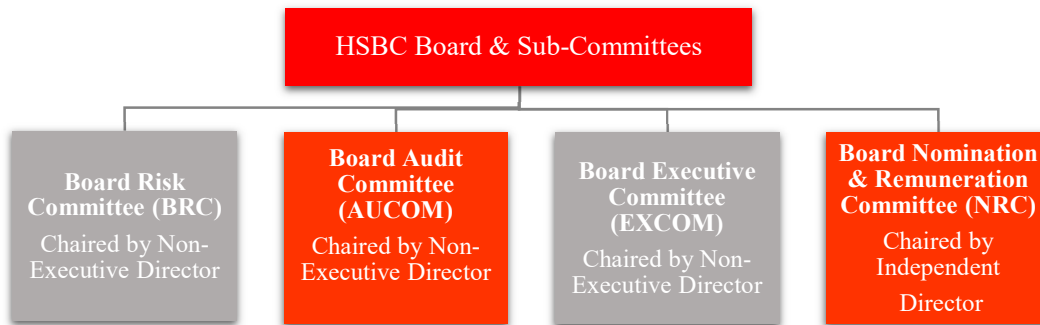 HSBC Board & Sub-Committees
Board Risk
Committee (BRC)
Chaired by Non-
Executive Director
Board Audit
Committee
(AUCOM)
Chaired by Non-
Executive Director
Board Executive
Committee
(EXCOM)
Chaired by Non-
Executive Director
Board Nomination
& Remuneration
Committee (NRC)
Chaired by
Independent
Director